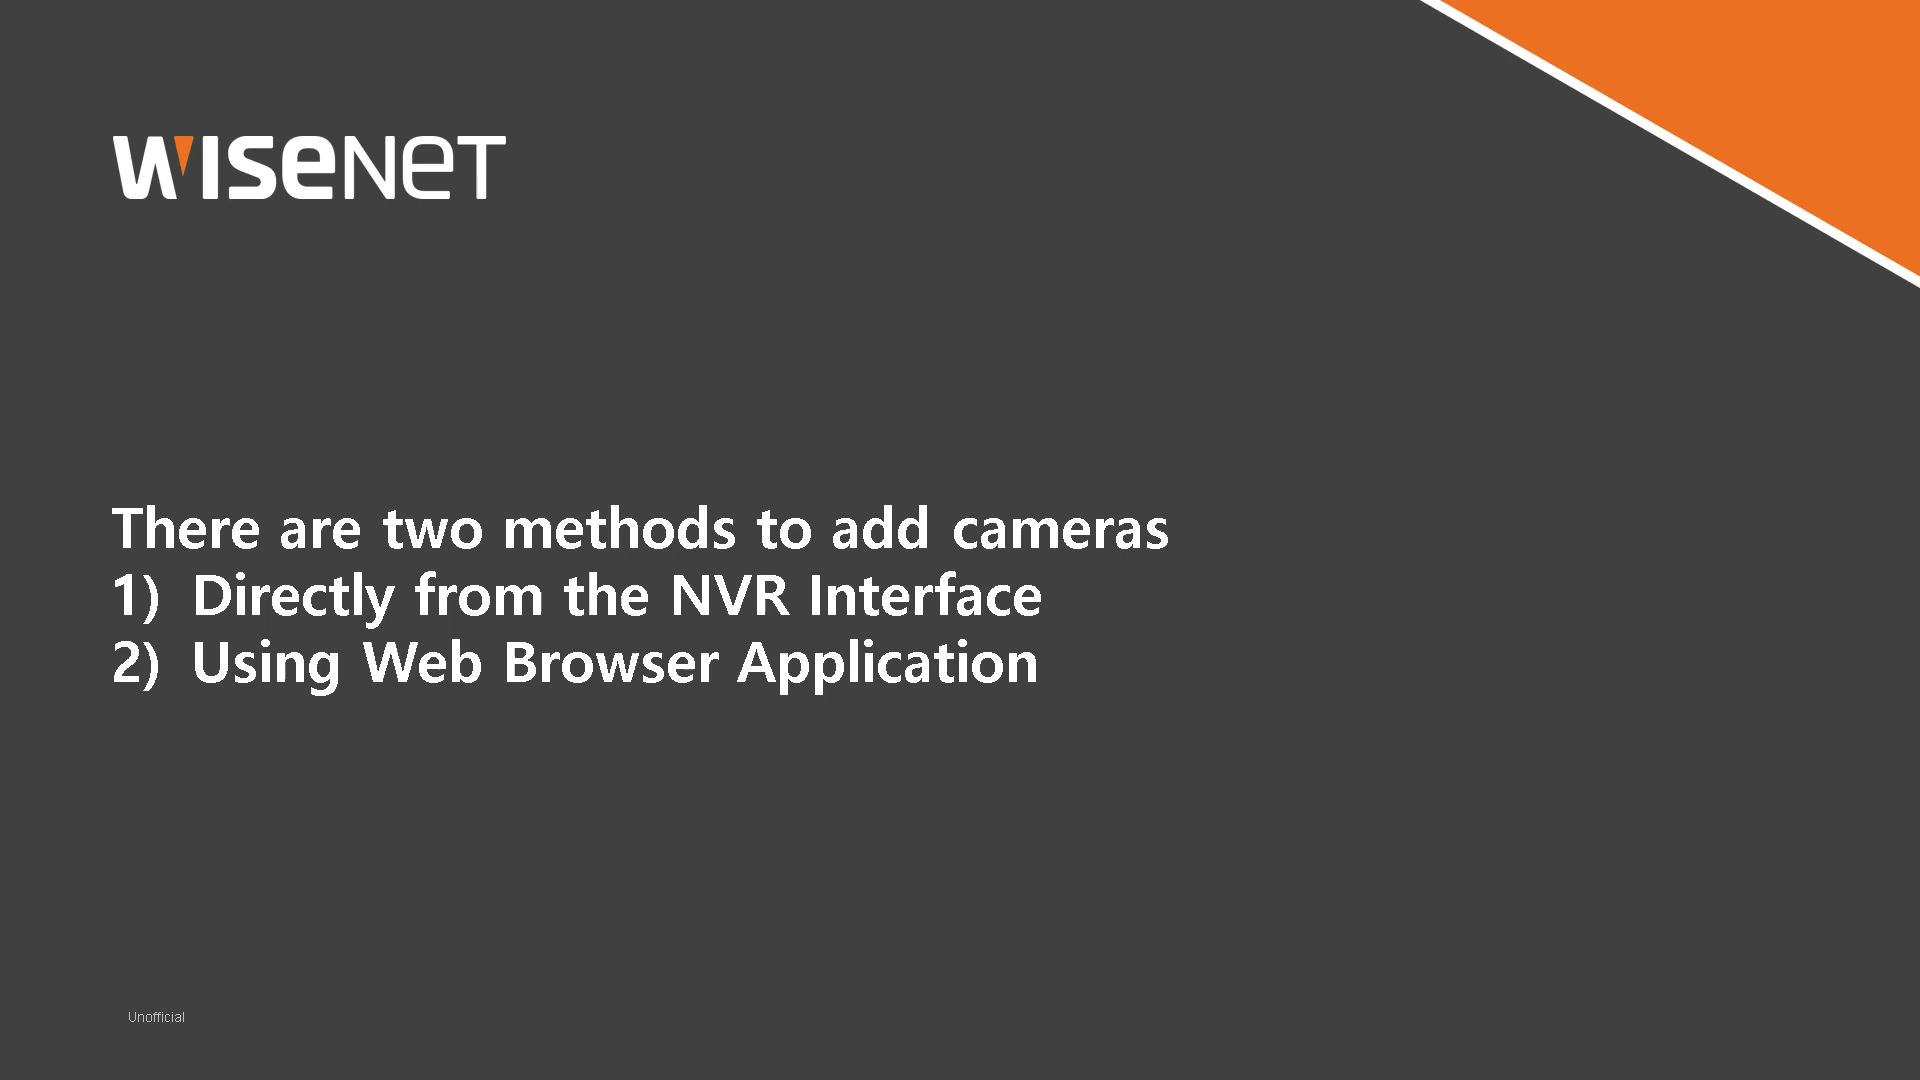 WISENET
There are two methods to add cameras
1) Directly from the NVR Interface
2) Using Web Browser Application
Unofficial